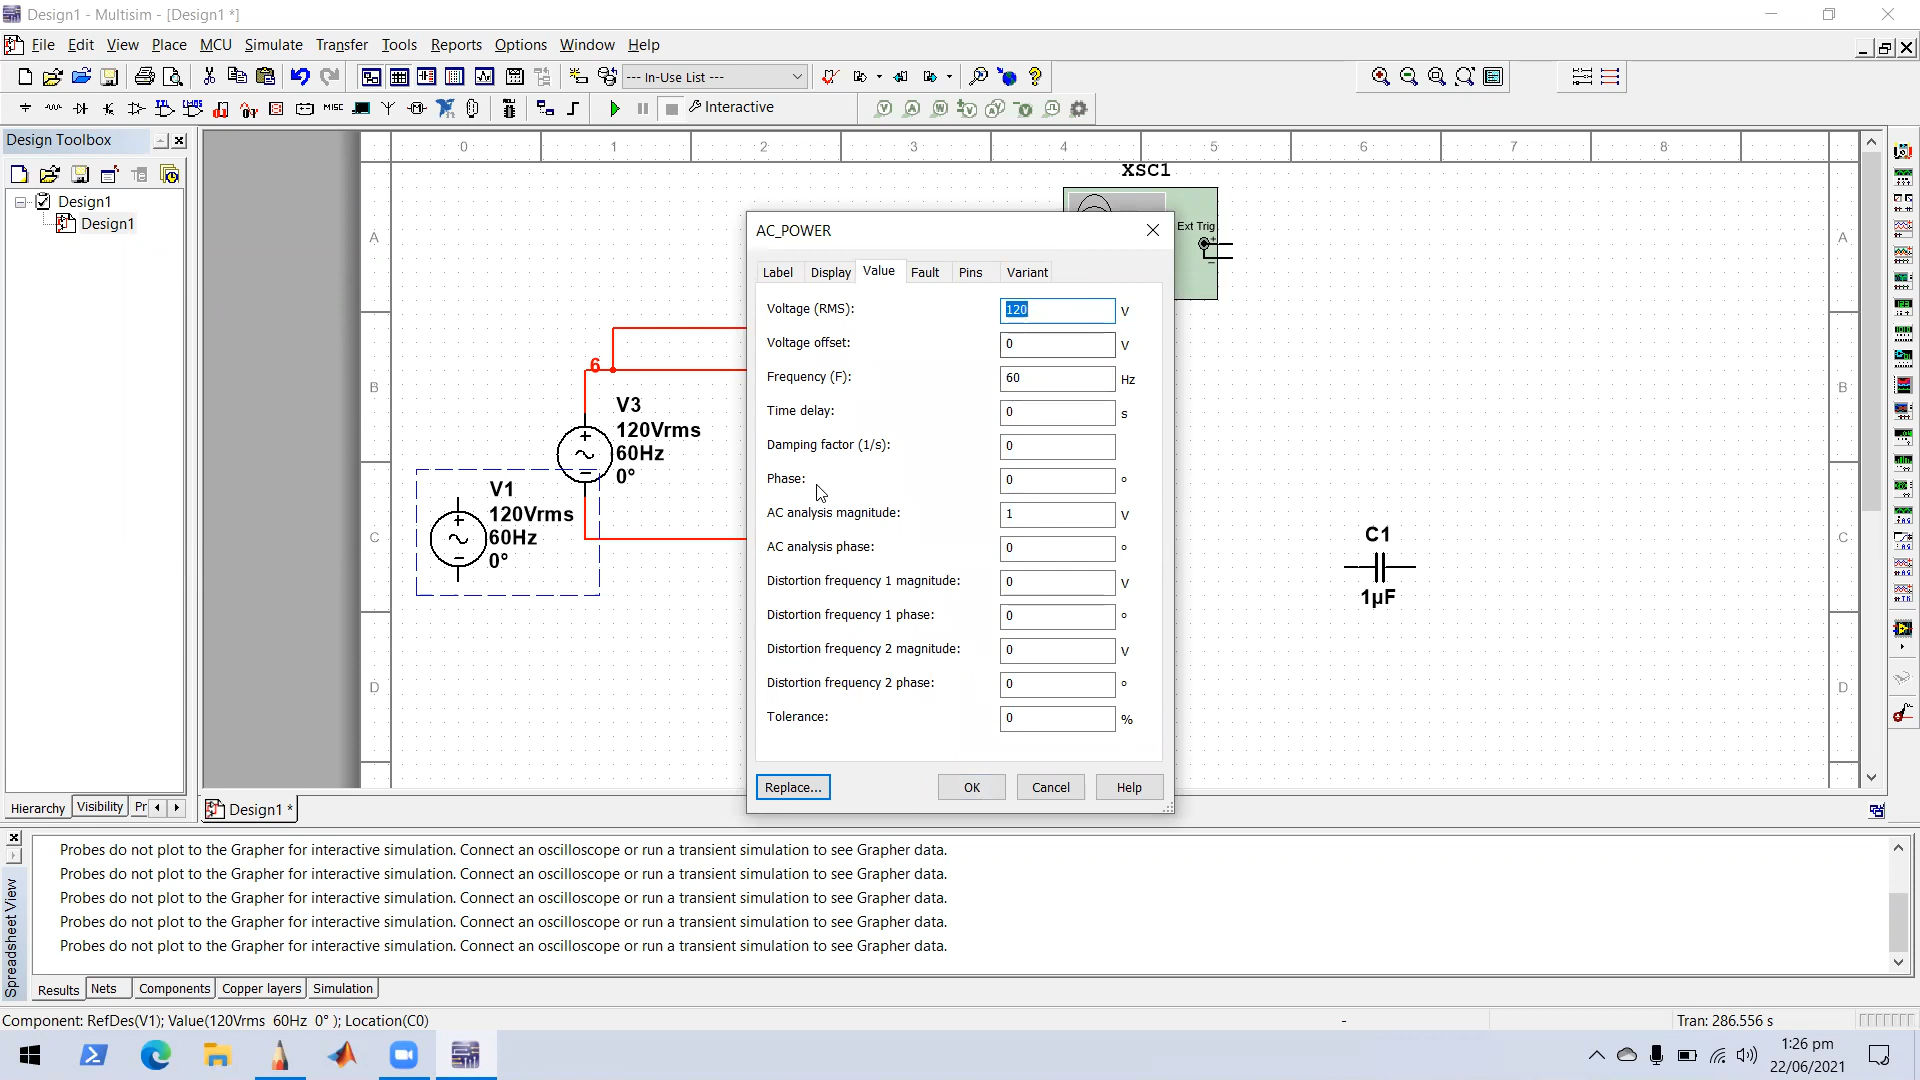 Design1 - Multisim - [Design1 *]
File Edit View Place MCU Simulate Transfer Tools Reports Options Window Help
--- In-Use List ---
Interactive
Design Toolbox
Design1
Design1
Hierarchy Visibility Pr
0 1 2 3 4 5 6 7 8
A A
B B
C C
D D
XSC1
Ext Trig
6
V3
120Vrms
60Hz
0°
V1
120Vrms
60Hz
0°
C1
1µF
AC_POWER
Label Display Value Fault Pins Variant
Voltage (RMS): 120 V
Voltage offset: 0 V
Frequency (F): 60 Hz
Time delay: 0 s
Damping factor (1/s): 0
Phase: 0 °
AC analysis magnitude: 1 V
AC analysis phase: 0 °
Distortion frequency 1 magnitude: 0 V
Distortion frequency 1 phase: 0 °
Distortion frequency 2 magnitude: 0 V
Distortion frequency 2 phase: 0 °
Tolerance: 0 %
Replace... OK Cancel Help
Design1 *
Spreadsheet View
Probes do not plot to the Grapher for interactive simulation. Connect an oscilloscope or run a transient simulation to see Grapher data.
Probes do not plot to the Grapher for interactive simulation. Connect an oscilloscope or run a transient simulation to see Grapher data.
Probes do not plot to the Grapher for interactive simulation. Connect an oscilloscope or run a transient simulation to see Grapher data.
Probes do not plot to the Grapher for interactive simulation. Connect an oscilloscope or run a transient simulation to see Grapher data.
Probes do not plot to the Grapher for interactive simulation. Connect an oscilloscope or run a transient simulation to see Grapher data.
Results Nets Components Copper layers Simulation
Component: RefDes(V1); Value(120Vrms 60Hz 0° ); Location(C0)
-
Tran: 286.556 s
1:26 pm
22/06/2021